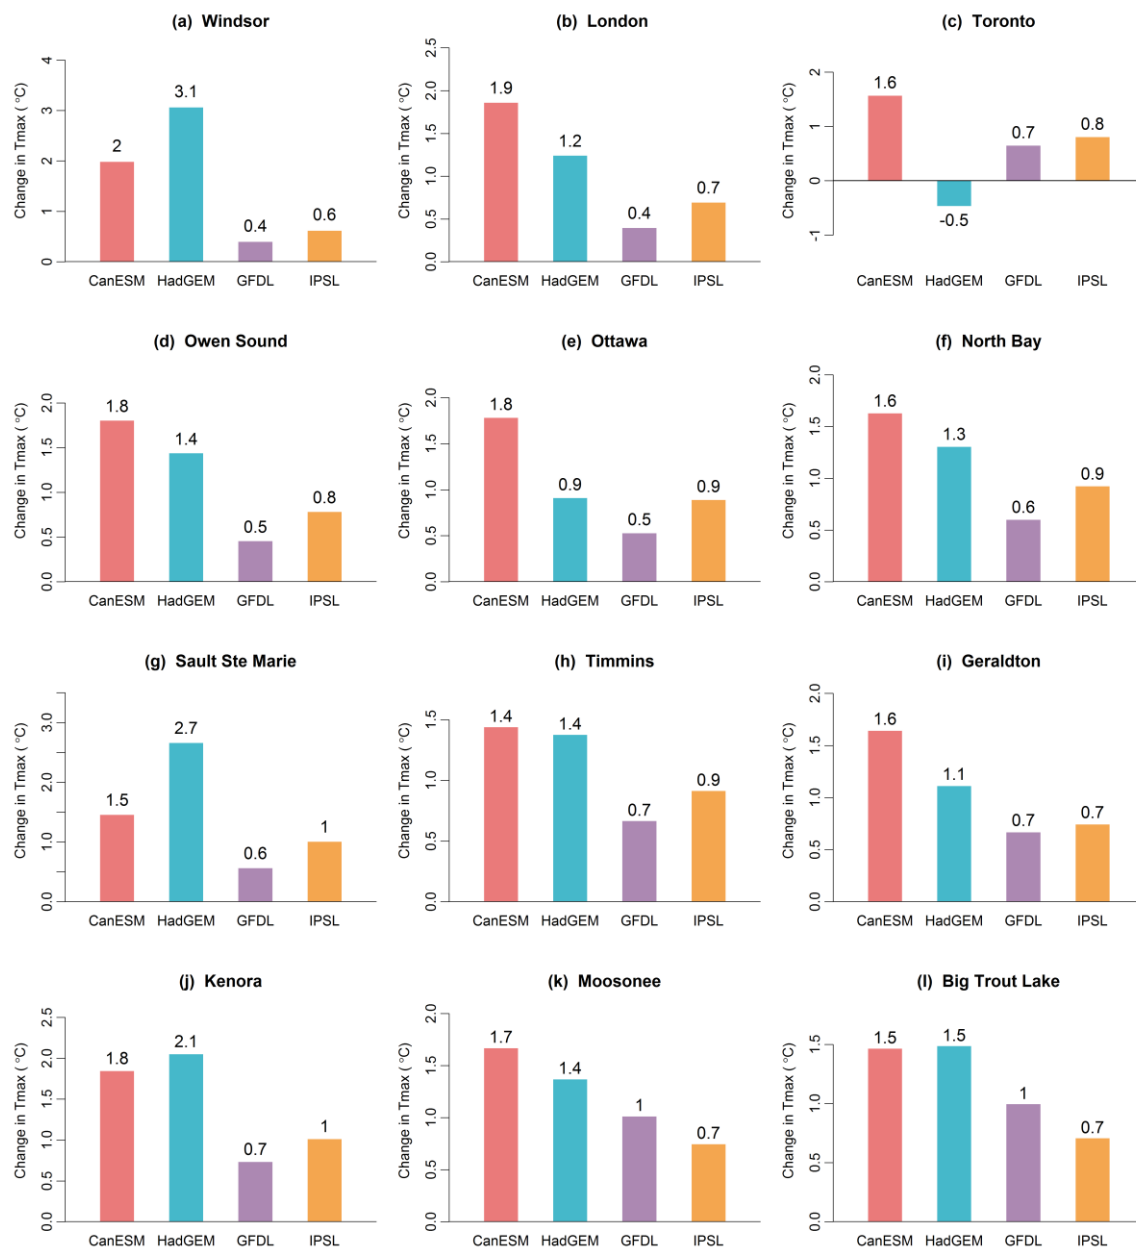 (a) Windsor
Change in Tmax ( °C)
4
3
2
1
0
2
3.1
0.4
0.6
CanESM HadGEM GFDL IPSL
(b) London
Change in Tmax ( °C)
2.5
2.0
1.5
1.0
0.5
0.0
1.9
1.2
0.4
0.7
CanESM HadGEM GFDL IPSL
(c) Toronto
Change in Tmax ( °C)
2
1
0
-1
1.6
-0.5
0.7
0.8
CanESM HadGEM GFDL IPSL
(d) Owen Sound
Change in Tmax ( °C)
2.0
1.5
1.0
0.5
0.0
1.8
1.4
0.5
0.8
CanESM HadGEM GFDL IPSL
(e) Ottawa
Change in Tmax ( °C)
2.0
1.5
1.0
0.5
0.0
1.8
0.9
0.5
0.9
CanESM HadGEM GFDL IPSL
(f) North Bay
Change in Tmax ( °C)
2.0
1.5
1.0
0.5
0.0
1.6
1.3
0.6
0.9
CanESM HadGEM GFDL IPSL
(g) Sault Ste Marie
Change in Tmax ( °C)
3.0
2.0
1.0
0.0
1.5
2.7
0.6
1
CanESM HadGEM GFDL IPSL
(h) Timmins
Change in Tmax ( °C)
1.5
1.0
0.5
0.0
1.4
1.4
0.7
0.9
CanESM HadGEM GFDL IPSL
(i) Geraldton
Change in Tmax ( °C)
2.0
1.5
1.0
0.5
0.0
1.6
1.1
0.7
0.7
CanESM HadGEM GFDL IPSL
(j) Kenora
Change in Tmax ( °C)
2.5
2.0
1.5
1.0
0.5
0.0
1.8
2.1
0.7
1
CanESM HadGEM GFDL IPSL
(k) Moosonee
Change in Tmax ( °C)
2.0
1.5
1.0
0.5
0.0
1.7
1.4
1
0.7
CanESM HadGEM GFDL IPSL
(l) Big Trout Lake
Change in Tmax ( °C)
1.5
1.0
0.5
0.0
1.5
1.5
1
0.7
CanESM HadGEM GFDL IPSL